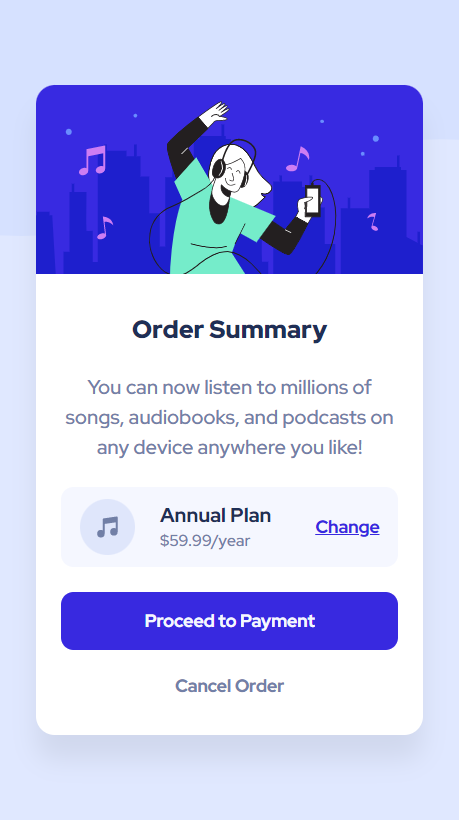 Order Summary
You can now listen to millions of
songs, audiobooks, and podcasts on
any device anywhere you like!
Annual Plan
$59.99/year
Change
Proceed to Payment
Cancel Order